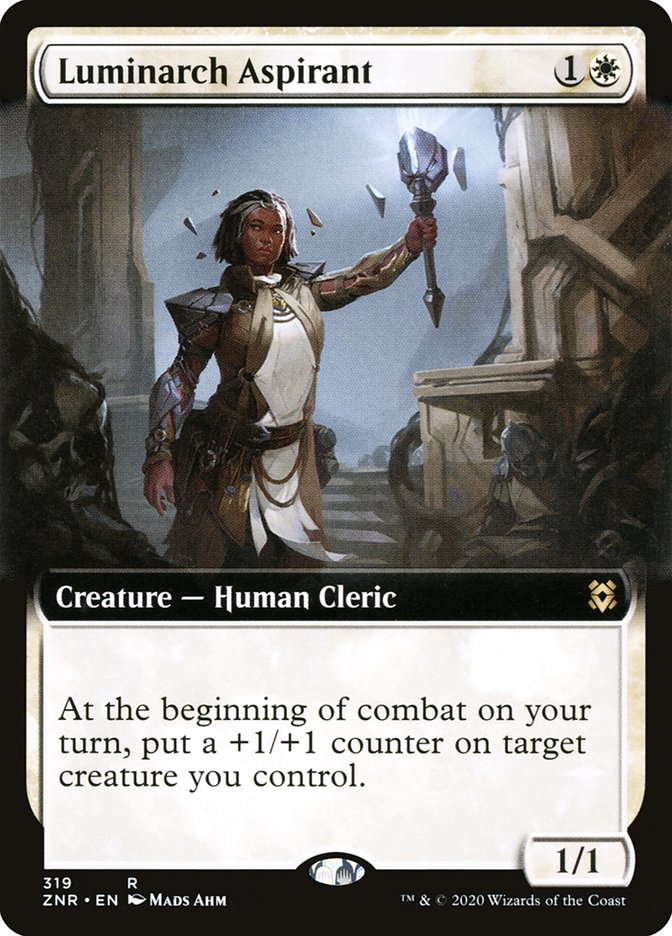 Luminarch Aspirant 1
Creature — Human Cleric
At the beginning of combat on your
turn, put a +1/+1 counter on target
creature you control.
1/1
319 R
ZNR • EN Mads Ahm
™ & © 2020 Wizards of the Coast